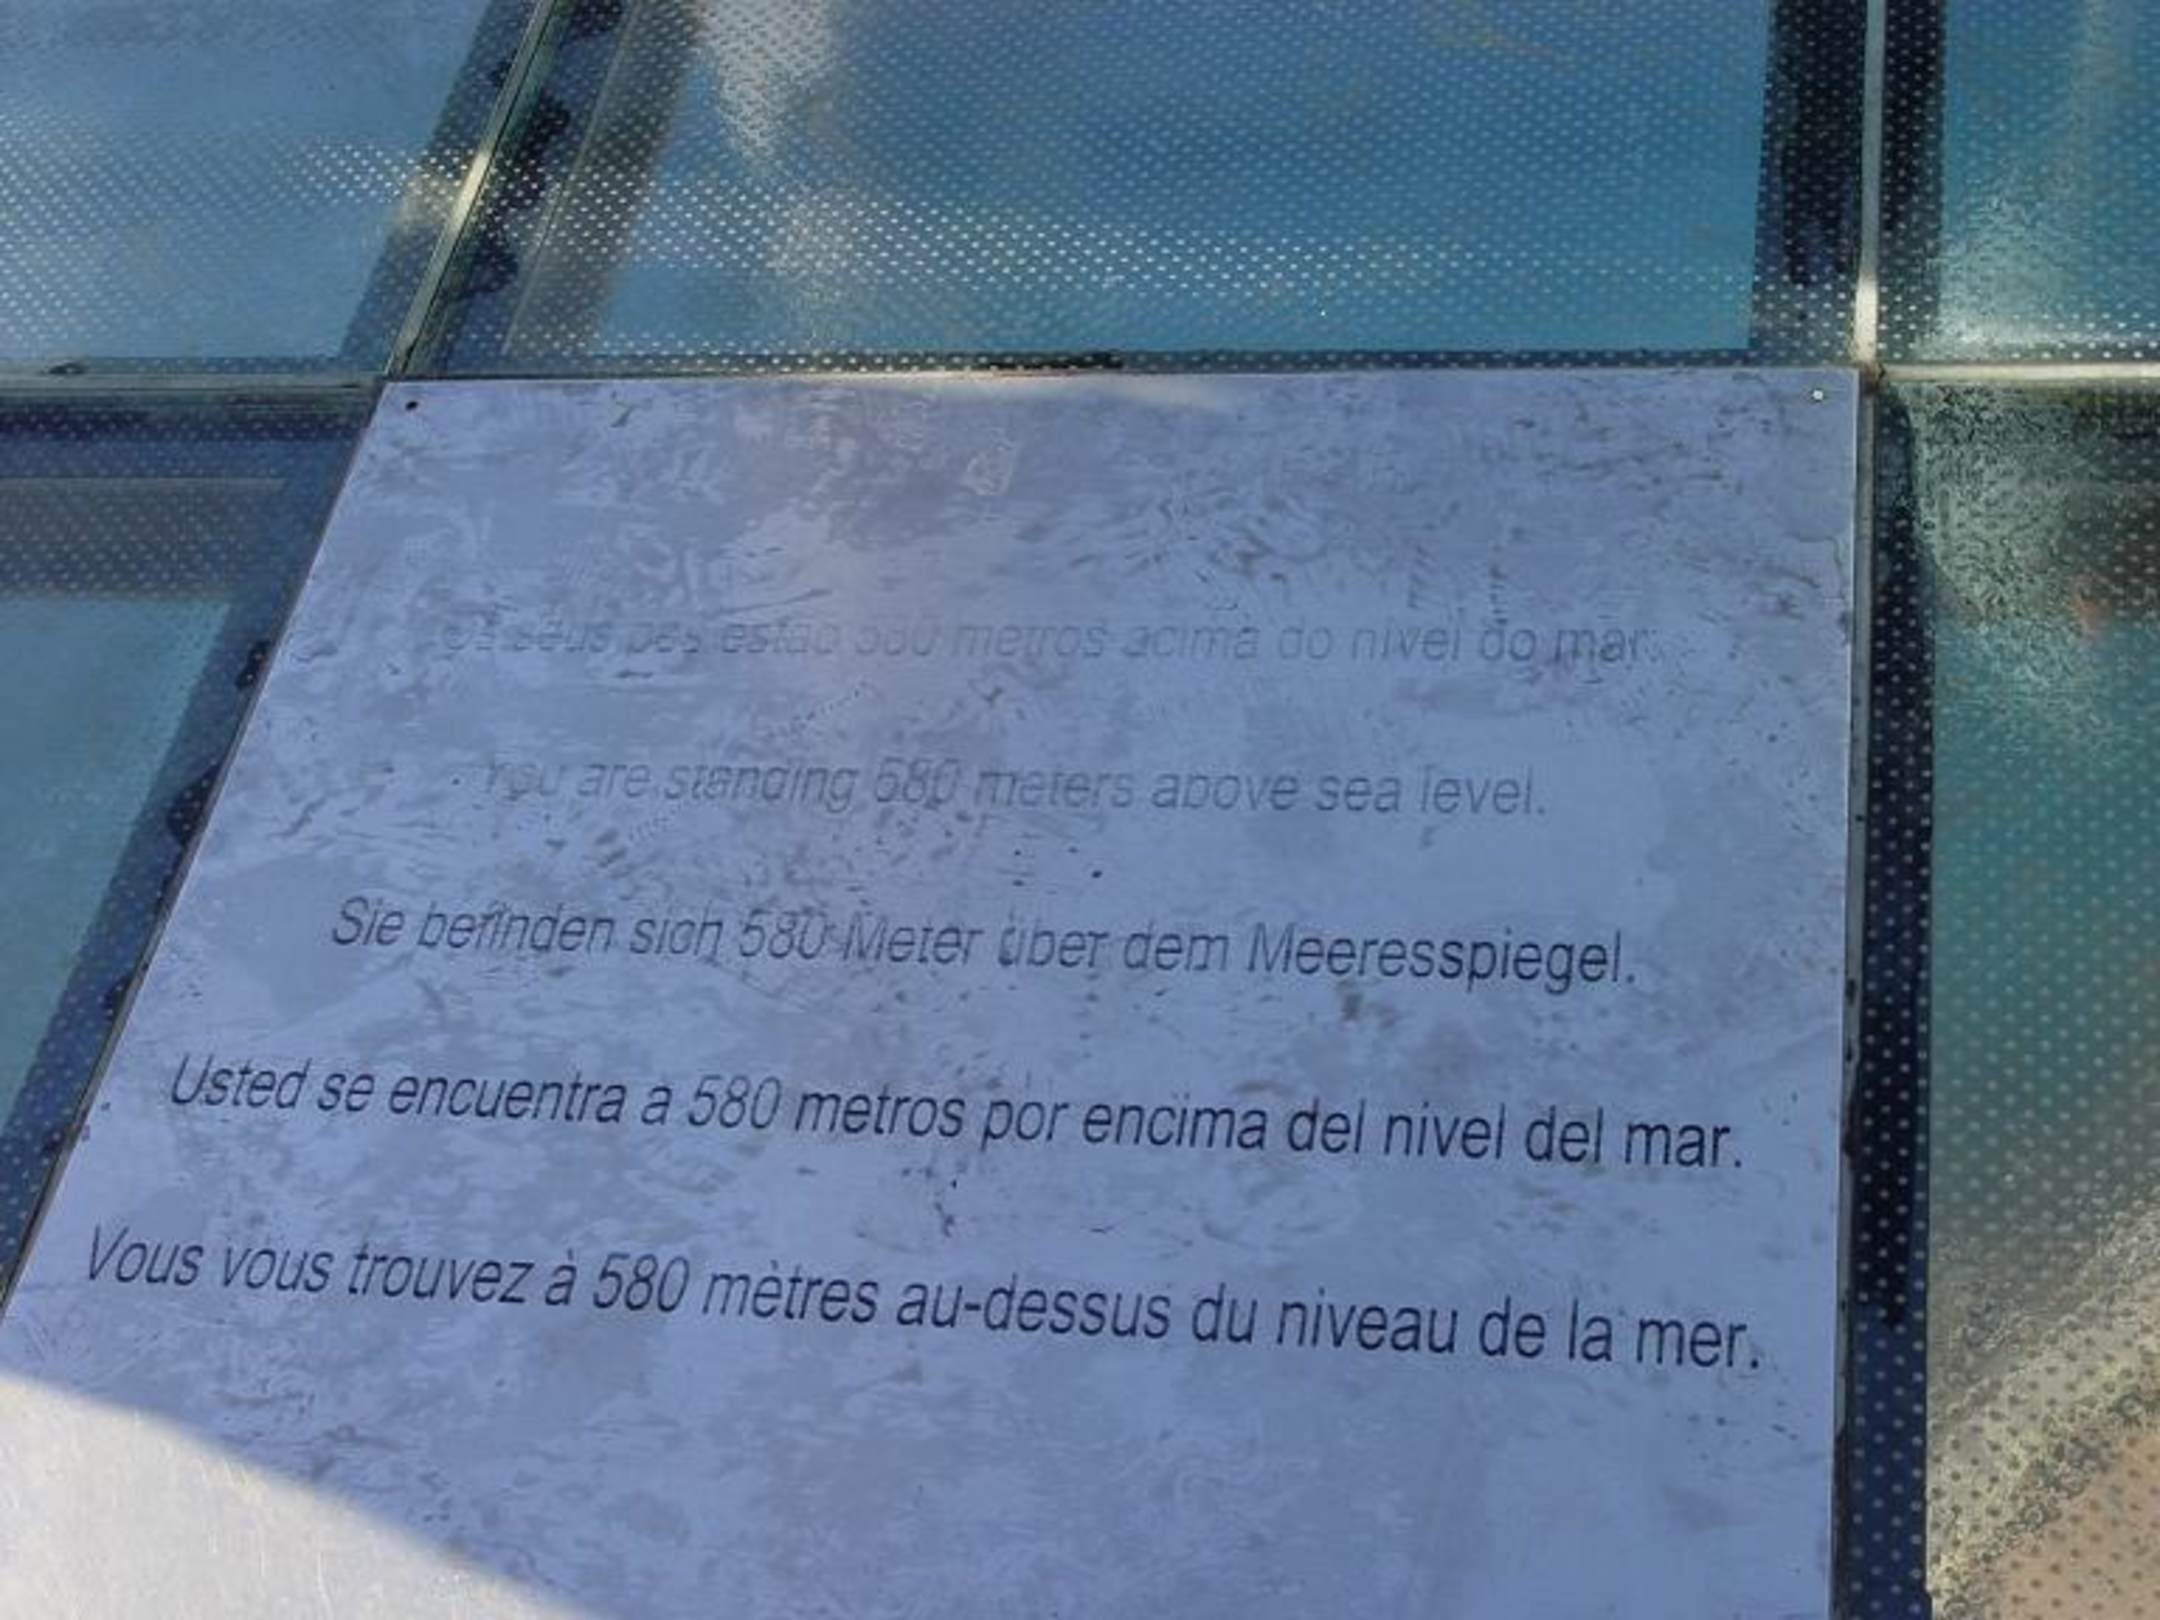 Os seus pés estão 580 metros acima do nível do mar.
You are standing 580 meters above sea level.
Sie befinden sich 580 Meter über dem Meeresspiegel.
Usted se encuentra a 580 metros por encima del nivel del mar.
Vous vous trouvez à 580 mètres au-dessus du niveau de la mer.